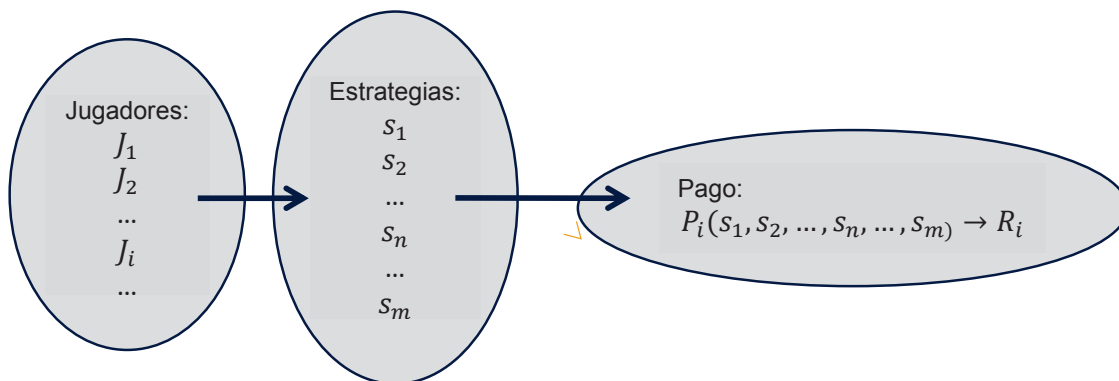 Jugadores:
J₁
J₂
...
Jᵢ
...
Estrategias:
s₁
s₂
...
sₙ
...
sₘ
Pago:
Pᵢ(s₁, s₂, ..., sₙ, ..., sₘ) → Rᵢ